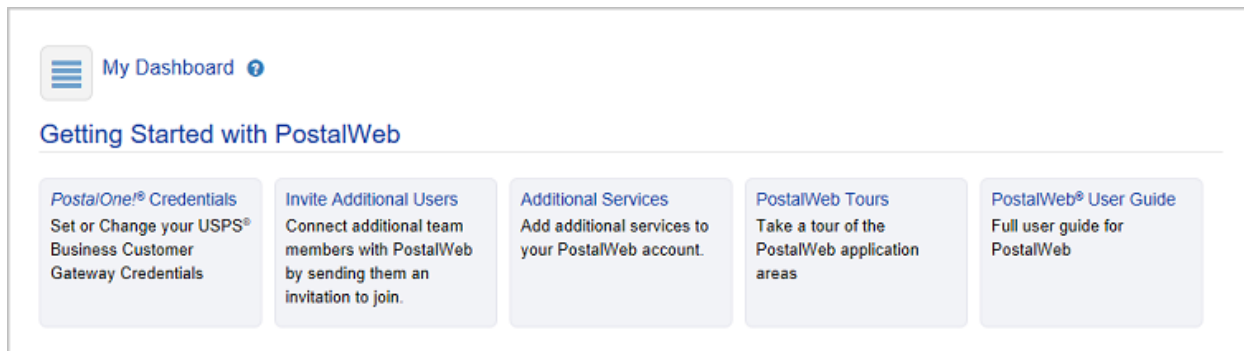 My Dashboard ?
Getting Started with PostalWeb
PostalOne!® Credentials
Set or Change your USPS®
Business Customer
Gateway Credentials
Invite Additional Users
Connect additional team
members with PostalWeb
by sending them an
invitation to join.
Additional Services
Add additional services to
your PostalWeb account.
PostalWeb Tours
Take a tour of the
PostalWeb application
areas
PostalWeb® User Guide
Full user guide for
PostalWeb